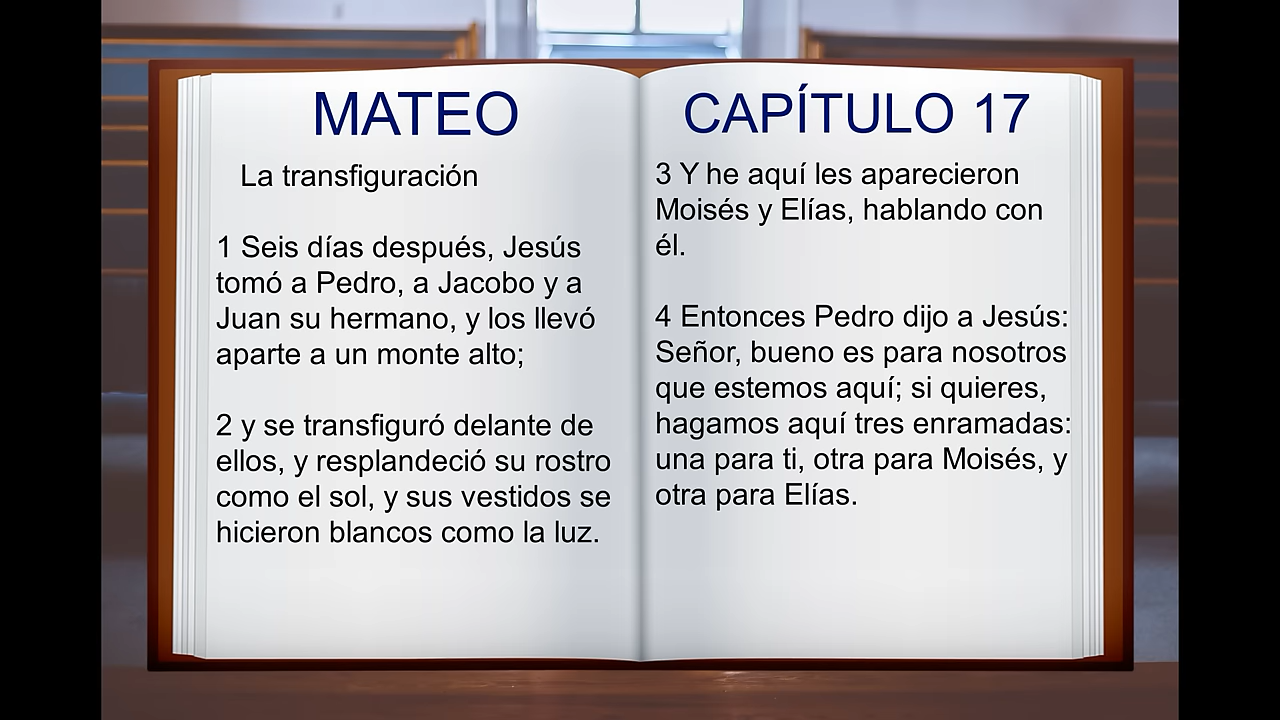 MATEO
La transfiguración
1 Seis días después, Jesús
tomó a Pedro, a Jacobo y a
Juan su hermano, y los llevó
aparte a un monte alto;
2 y se transfiguró delante de
ellos, y resplandeció su rostro
como el sol, y sus vestidos se
hicieron blancos como la luz.
CAPÍTULO 17
3 Y he aquí les aparecieron
Moisés y Elías, hablando con
él.
4 Entonces Pedro dijo a Jesús:
Señor, bueno es para nosotros
que estemos aquí; si quieres,
hagamos aquí tres enramadas:
una para ti, otra para Moisés, y
otra para Elías.